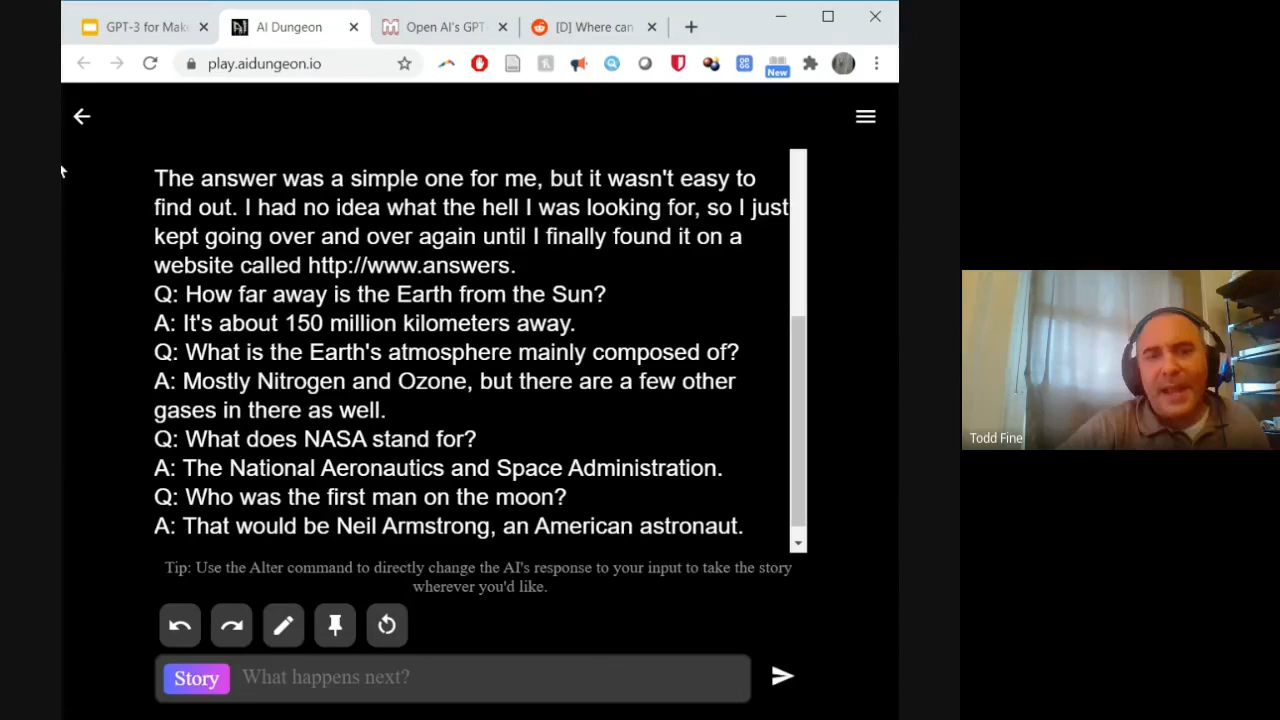 GPT-3 for Mak
AI Dungeon
Open AI's GPT
[D] Where can
play.aidungeon.io
New
The answer was a simple one for me, but it wasn't easy to
find out. I had no idea what the hell I was looking for, so I just
kept going over and over again until I finally found it on a
website called http://www.answers.
Q: How far away is the Earth from the Sun?
A: It's about 150 million kilometers away.
Q: What is the Earth's atmosphere mainly composed of?
A: Mostly Nitrogen and Ozone, but there are a few other
gases in there as well.
Q: What does NASA stand for?
A: The National Aeronautics and Space Administration.
Q: Who was the first man on the moon?
A: That would be Neil Armstrong, an American astronaut.
Tip: Use the Alter command to directly change the AI's response to your input to take the story
wherever you'd like.
Story What happens next?
Todd Fine